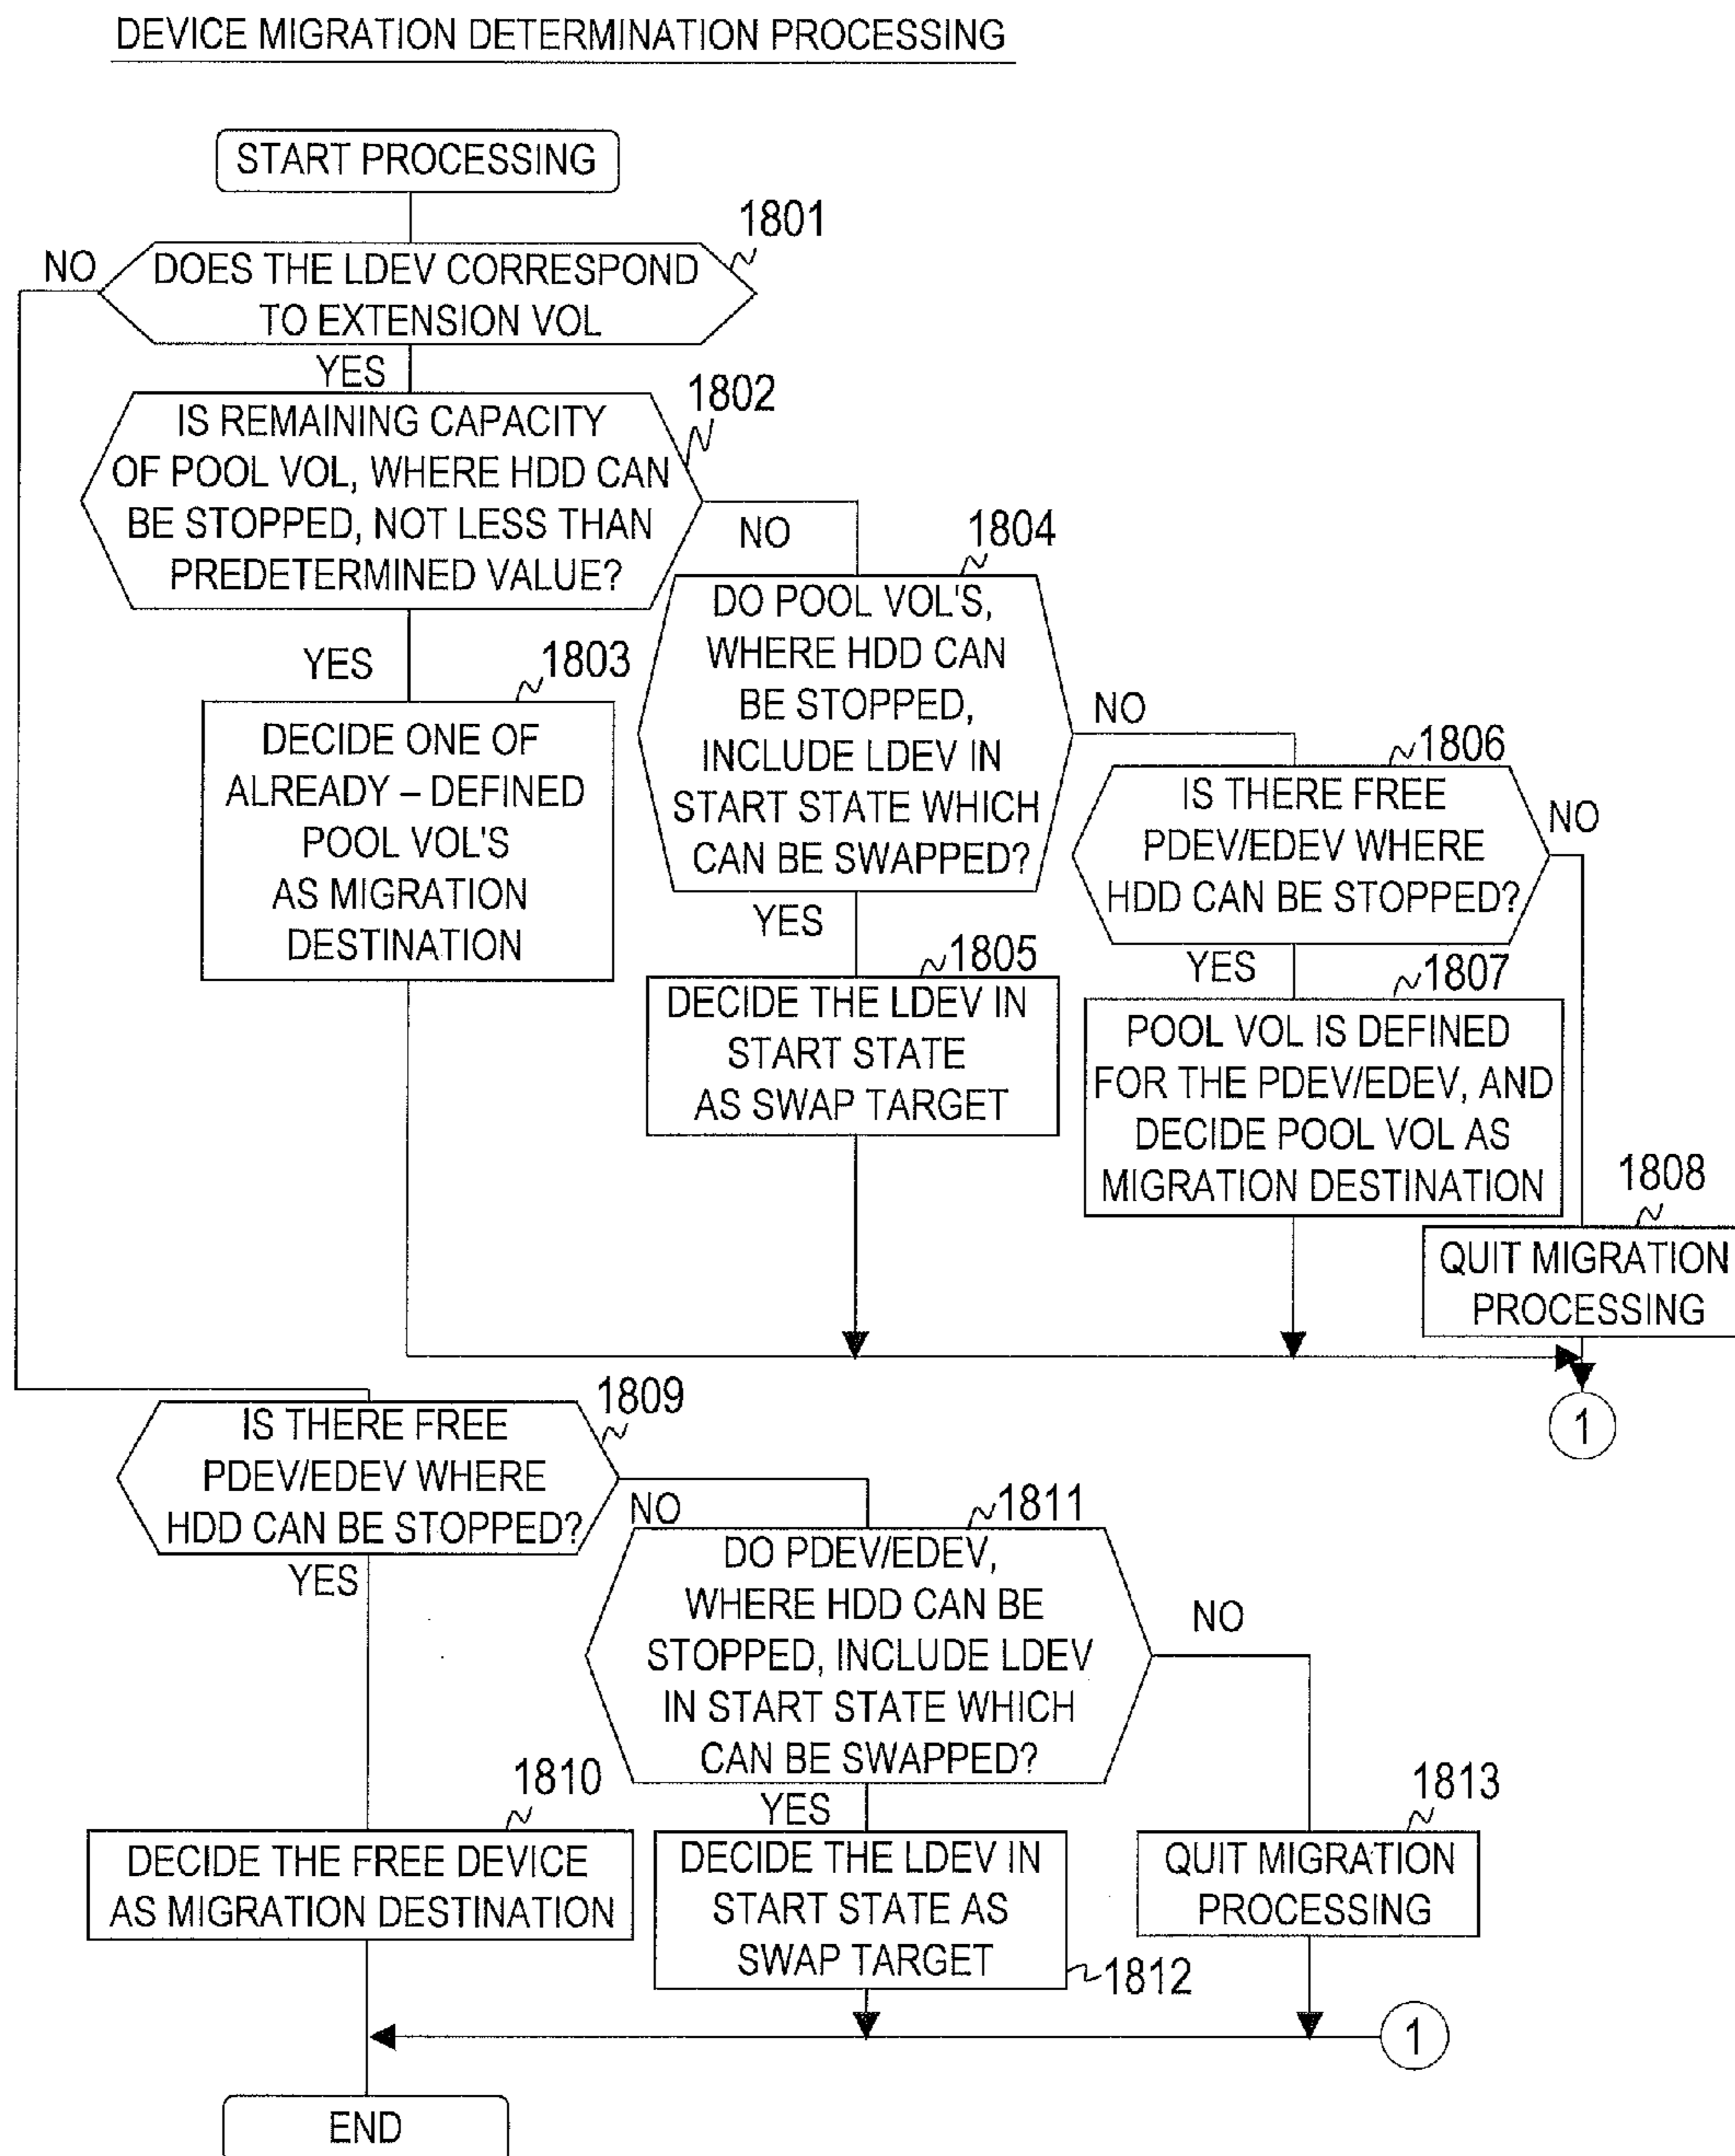 DEVICE MIGRATION DETERMINATION PROCESSING
START PROCESSING
1801
NO
DOES THE LDEV CORRESPOND
TO EXTENSION VOL
YES
1802
IS REMAINING CAPACITY
OF POOL VOL, WHERE HDD CAN
BE STOPPED, NOT LESS THAN
PREDETERMINED VALUE?
NO
YES
1803
DECIDE ONE OF
ALREADY – DEFINED
POOL VOL'S
AS MIGRATION
DESTINATION
1804
DO POOL VOL'S,
WHERE HDD CAN
BE STOPPED,
INCLUDE LDEV IN
START STATE WHICH
CAN BE SWAPPED?
NO
YES
1805
DECIDE THE LDEV IN
START STATE
AS SWAP TARGET
1806
IS THERE FREE
PDEV/EDEV WHERE
HDD CAN BE STOPPED?
NO
YES
1807
POOL VOL IS DEFINED
FOR THE PDEV/EDEV, AND
DECIDE POOL VOL AS
MIGRATION DESTINATION
1808
QUIT MIGRATION
PROCESSING
1
1809
IS THERE FREE
PDEV/EDEV WHERE
HDD CAN BE STOPPED?
NO
YES
1810
DECIDE THE FREE DEVICE
AS MIGRATION DESTINATION
1811
DO PDEV/EDEV,
WHERE HDD CAN BE
STOPPED, INCLUDE LDEV
IN START STATE WHICH
CAN BE SWAPPED?
NO
YES
DECIDE THE LDEV IN
START STATE AS
SWAP TARGET
1812
1813
QUIT MIGRATION
PROCESSING
1
END